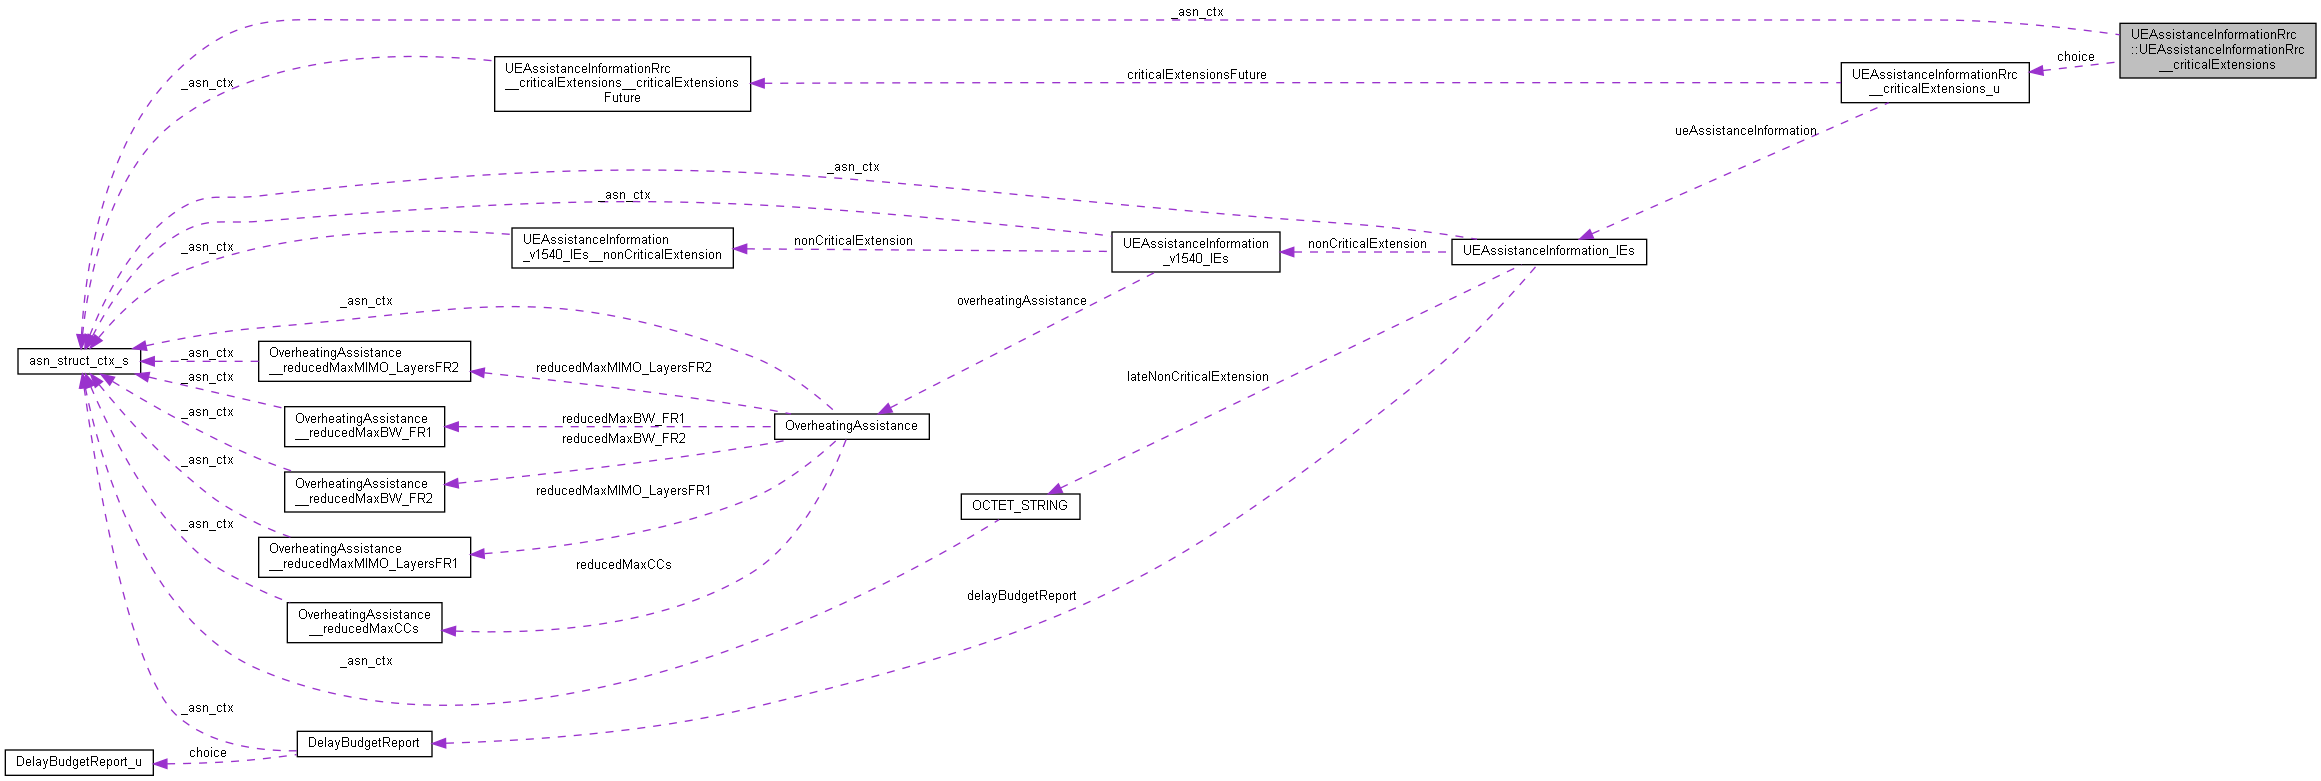 _asn_ctx
UEAssistanceInformationRrc
::UEAssistanceInformationRrc
__criticalExtensions
choice
UEAssistanceInformationRrc
__criticalExtensions__criticalExtensions
Future
_asn_ctx
criticalExtensionsFuture
UEAssistanceInformationRrc
__criticalExtensions_u
ueAssistanceInformation
_asn_ctx
_asn_ctx
_asn_ctx
UEAssistanceInformation
_v1540_IEs__nonCriticalExtension
nonCriticalExtension
UEAssistanceInformation
_v1540_IEs
nonCriticalExtension
UEAssistanceInformation_IEs
_asn_ctx
overheatingAssistance
asn_struct_ctx_s
_asn_ctx
OverheatingAssistance
__reducedMaxMIMO_LayersFR2
reducedMaxMIMO_LayersFR2
lateNonCriticalExtension
_asn_ctx
OverheatingAssistance
__reducedMaxBW_FR1
reducedMaxBW_FR1
OverheatingAssistance
_asn_ctx
reducedMaxBW_FR2
_asn_ctx
OverheatingAssistance
__reducedMaxBW_FR2
reducedMaxMIMO_LayersFR1
OCTET_STRING
_asn_ctx
OverheatingAssistance
__reducedMaxMIMO_LayersFR1
reducedMaxCCs
delayBudgetReport
OverheatingAssistance
__reducedMaxCCs
_asn_ctx
_asn_ctx
DelayBudgetReport
choice
DelayBudgetReport_u